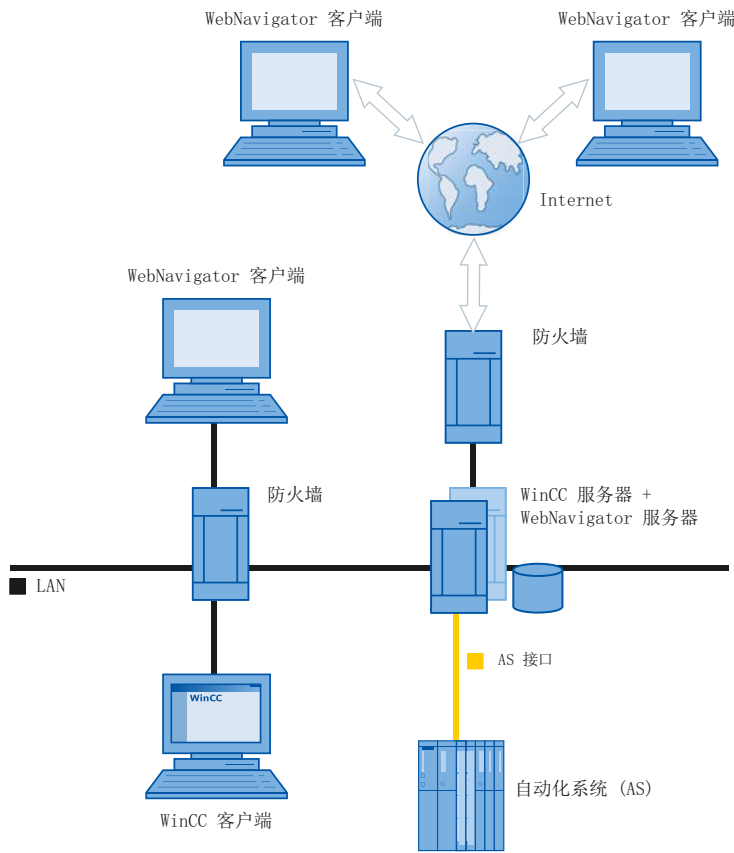 WebNavigator 客户端
WebNavigator 客户端
Internet
WebNavigator 客户端
防火墙
防火墙
WinCC 服务器 +
WebNavigator 服务器
LAN
AS 接口
WinCC
自动化系统 (AS)
WinCC 客户端